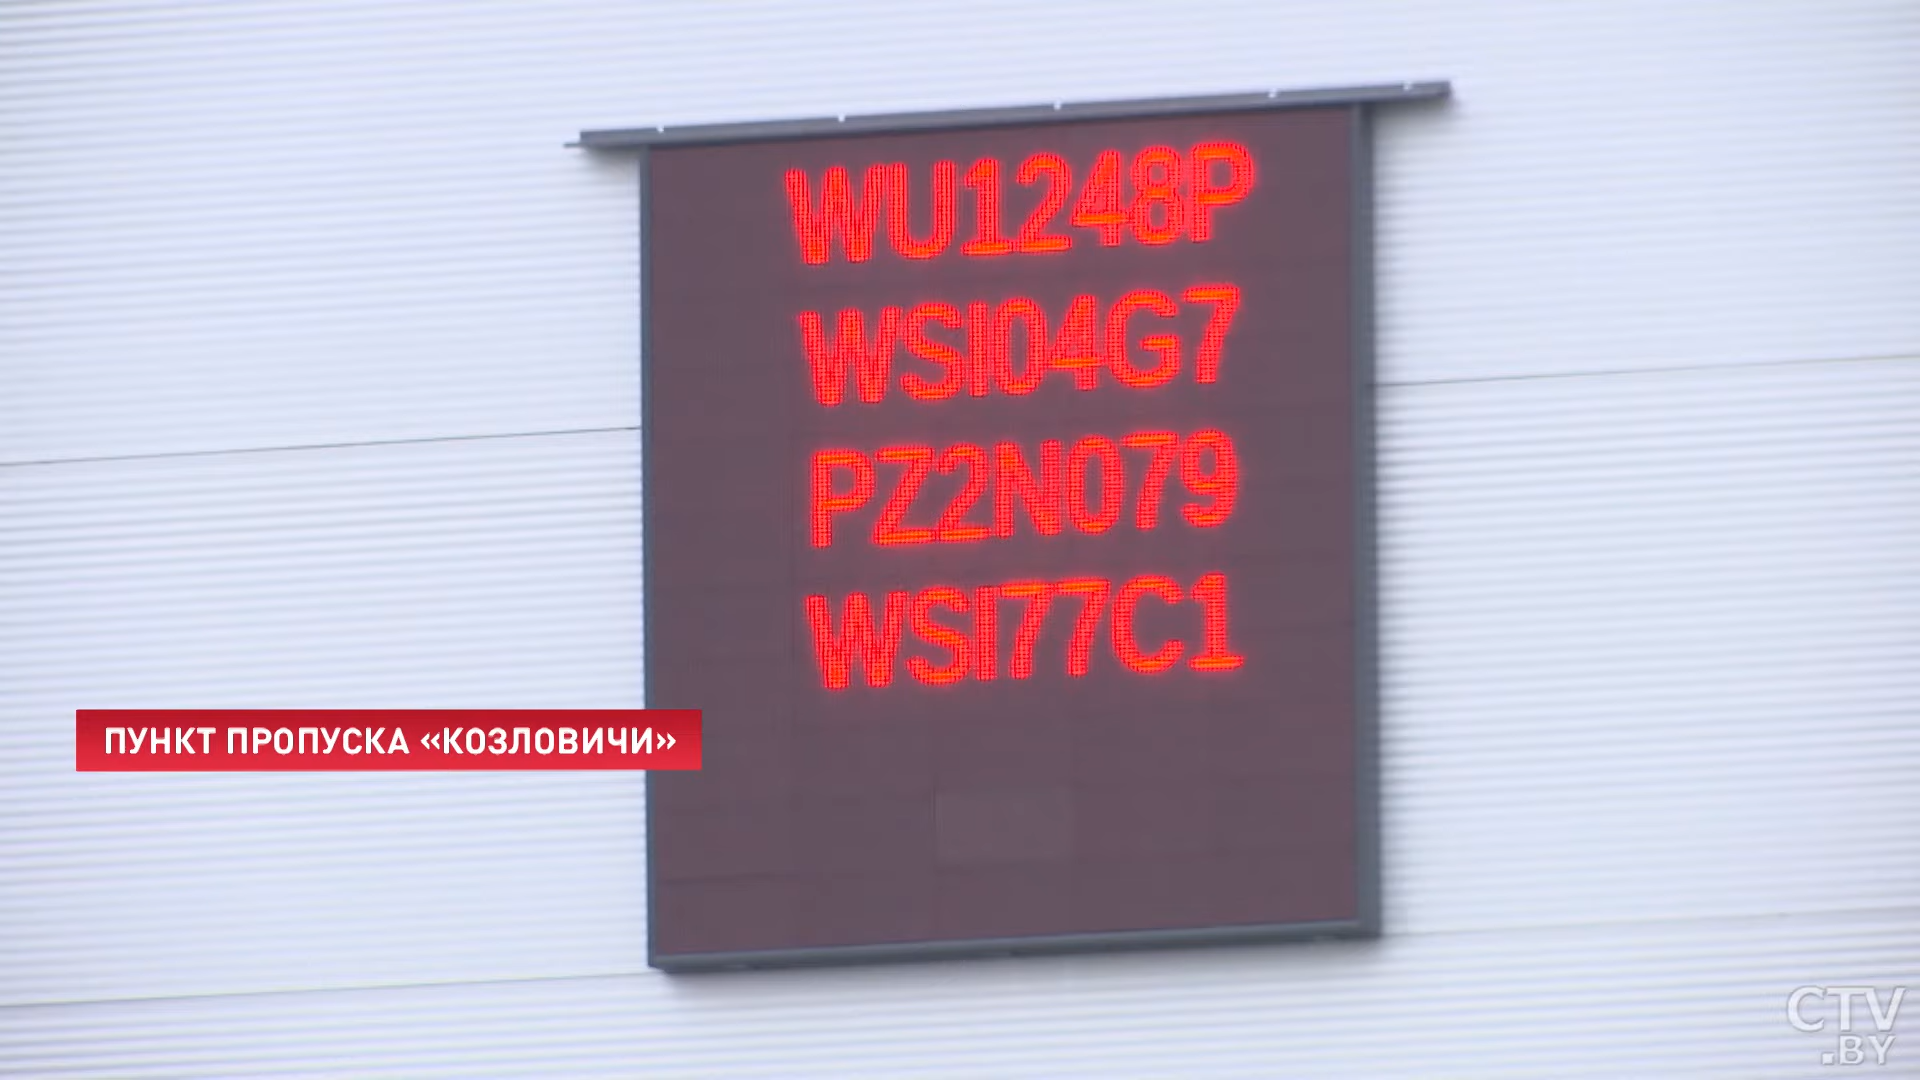 WU1248P
WSI04G7
PZ2N079
WSI77C1
ПУНКТ ПРОПУСКА «КОЗЛОВИЧИ»
CTV
.BY